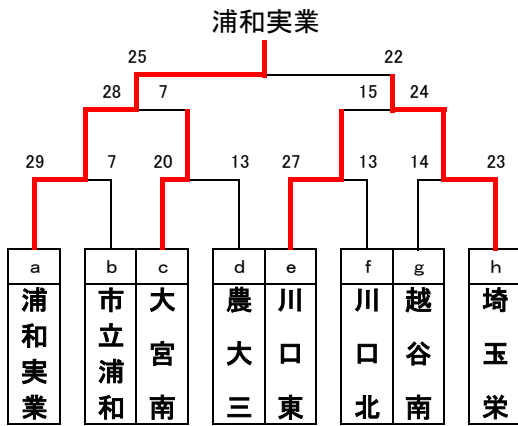 浦和実業
25 22
28 7 15 24
29 7 20 13 27 13 14 23
a b c d e f g h
浦和実業
市立浦和
大宮南
農大三
川口東
川口北
越谷南
埼玉栄